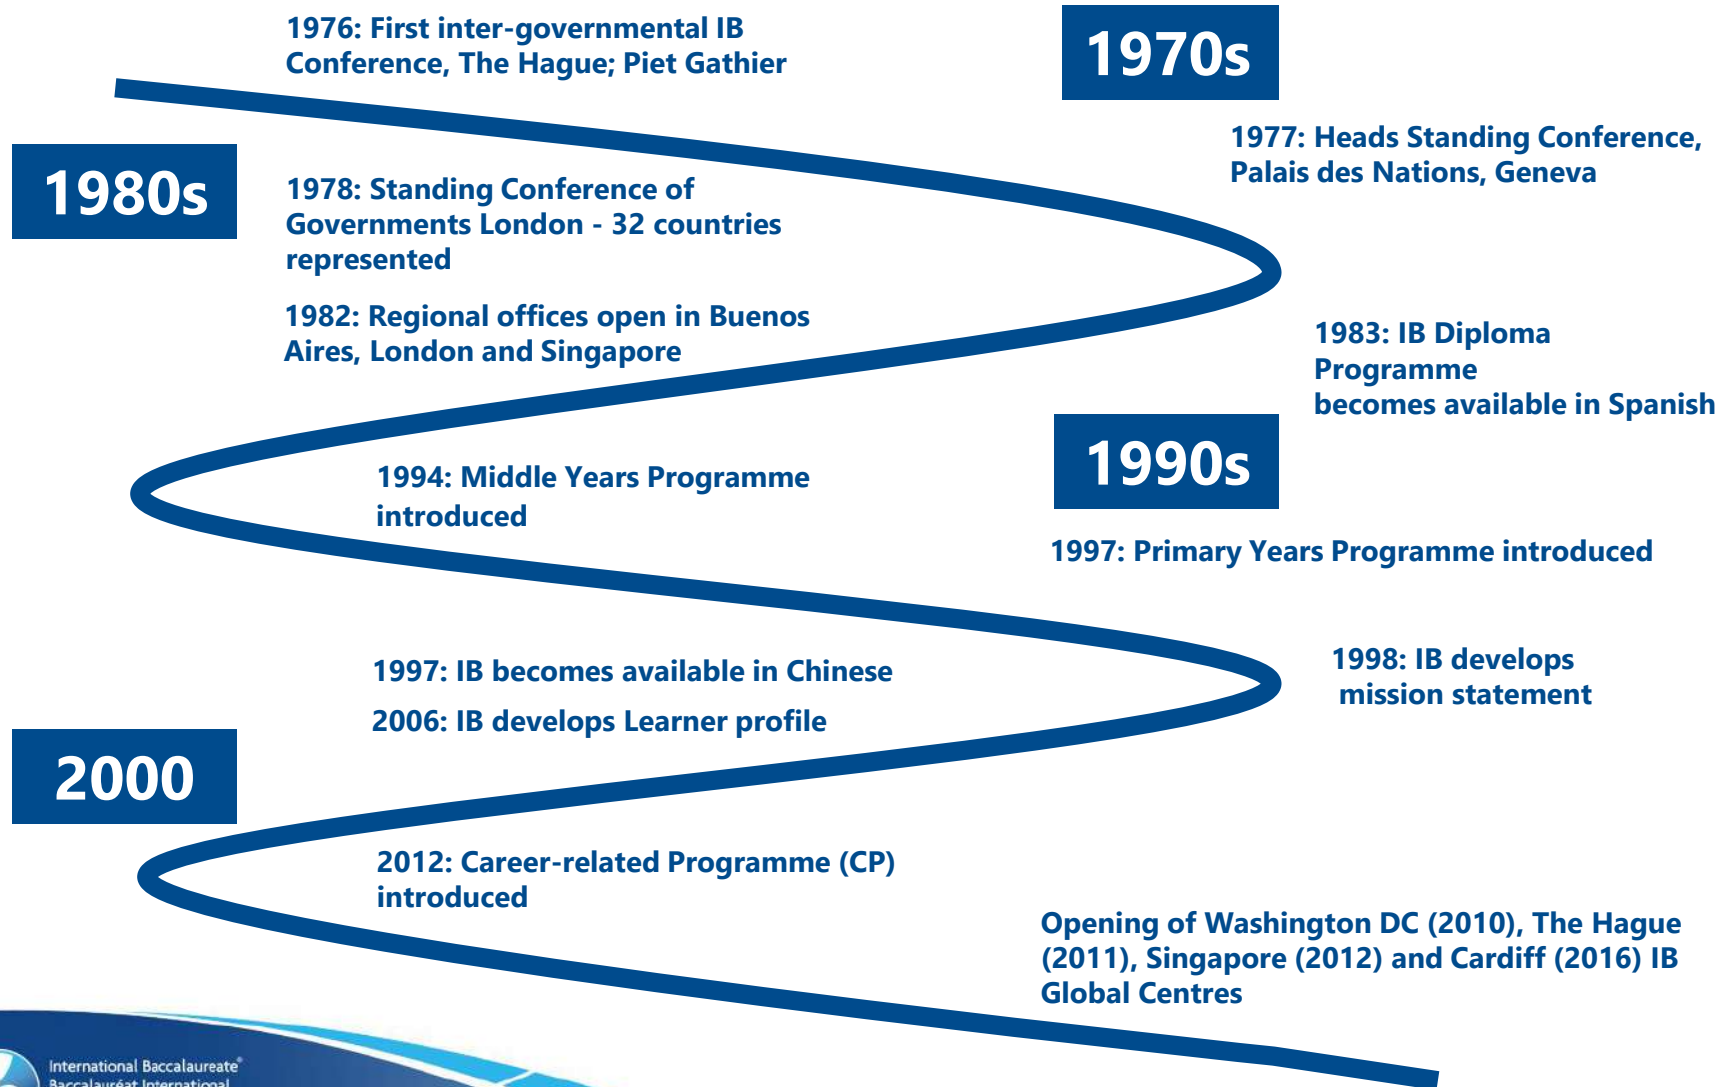 1976: First inter-governmental IB
Conference, The Hague; Piet Gathier
1970s
1977: Heads Standing Conference,
Palais des Nations, Geneva
1980s
1978: Standing Conference of
Governments London - 32 countries
represented
1982: Regional offices open in Buenos
Aires, London and Singapore
1983: IB Diploma
Programme
becomes available in Spanish
1990s
1994: Middle Years Programme
introduced
1997: Primary Years Programme introduced
1997: IB becomes available in Chinese
2006: IB develops Learner profile
1998: IB develops
mission statement
2000
2012: Career-related Programme (CP)
introduced
Opening of Washington DC (2010), The Hague
(2011), Singapore (2012) and Cardiff (2016) IB
Global Centres
International Baccalaureate®
Baccalauréat International